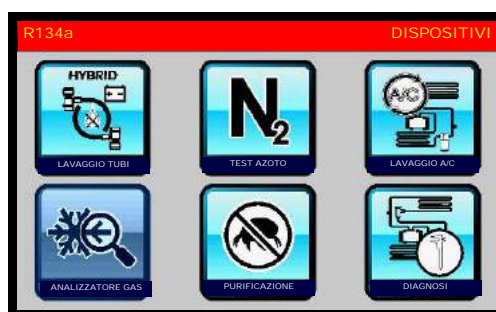 R134a DISPOSITIVI
HYBRID
LAVAGGIO TUBI
N2
TEST AZOTO
A/C
LAVAGGIO A/C
ANALIZZATORE GAS
PURIFICAZIONE
DIAGNOSI